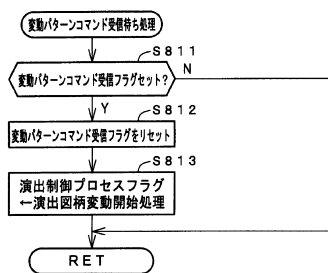 変動パターンコマンド受信待ち処理
S811
変動パターンコマンド受信フラグセット?
N
Y
S812
変動パターンコマンド受信フラグをリセット
S813
演出制御プロセスフラグ
←演出図柄変動開始処理
RET